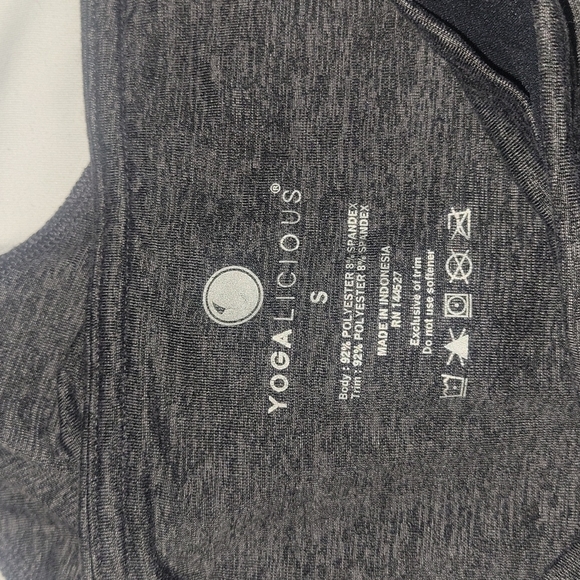 YOGALICIOUS®
S
Body : 92% POLYESTER 8% SPANDEX
Trim : 92% POLYESTER 8% SPANDEX
MADE IN INDONESIA
RN 144527
Exclusive of trim
Do not use softener